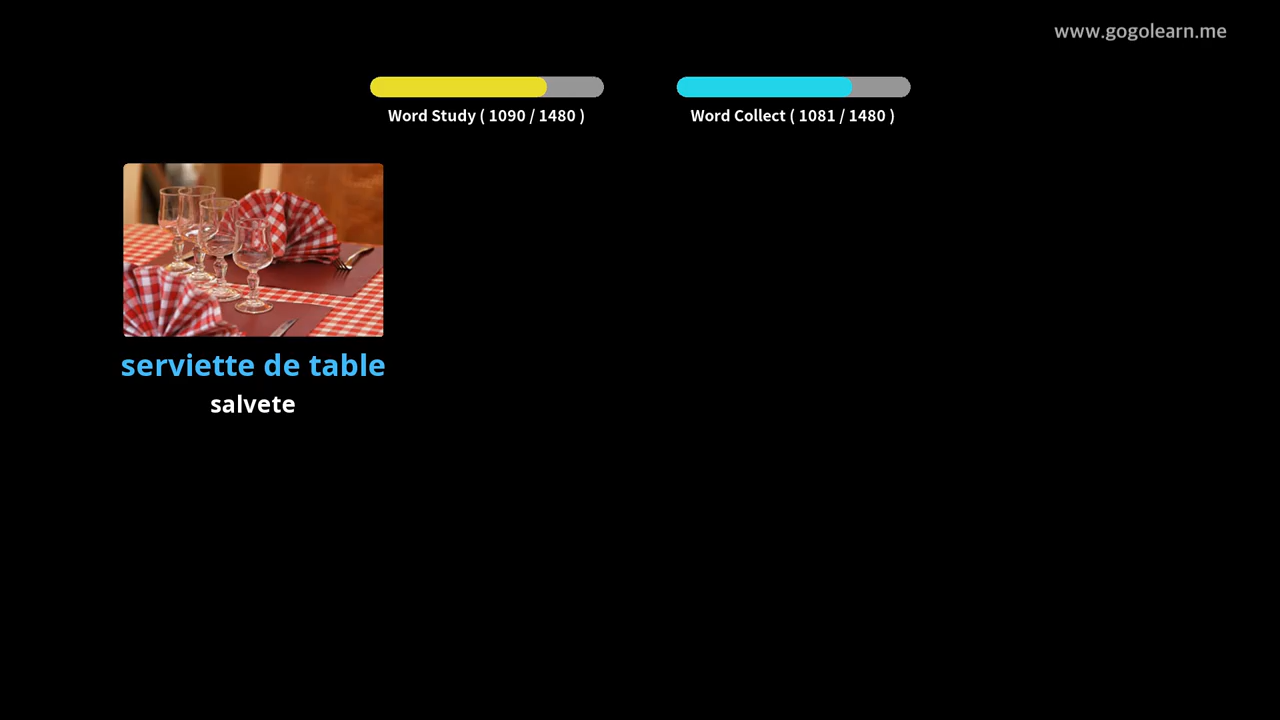 www.gogolearn.me
Word Study ( 1090 / 1480 )
Word Collect ( 1081 / 1480 )
serviette de table
salvete